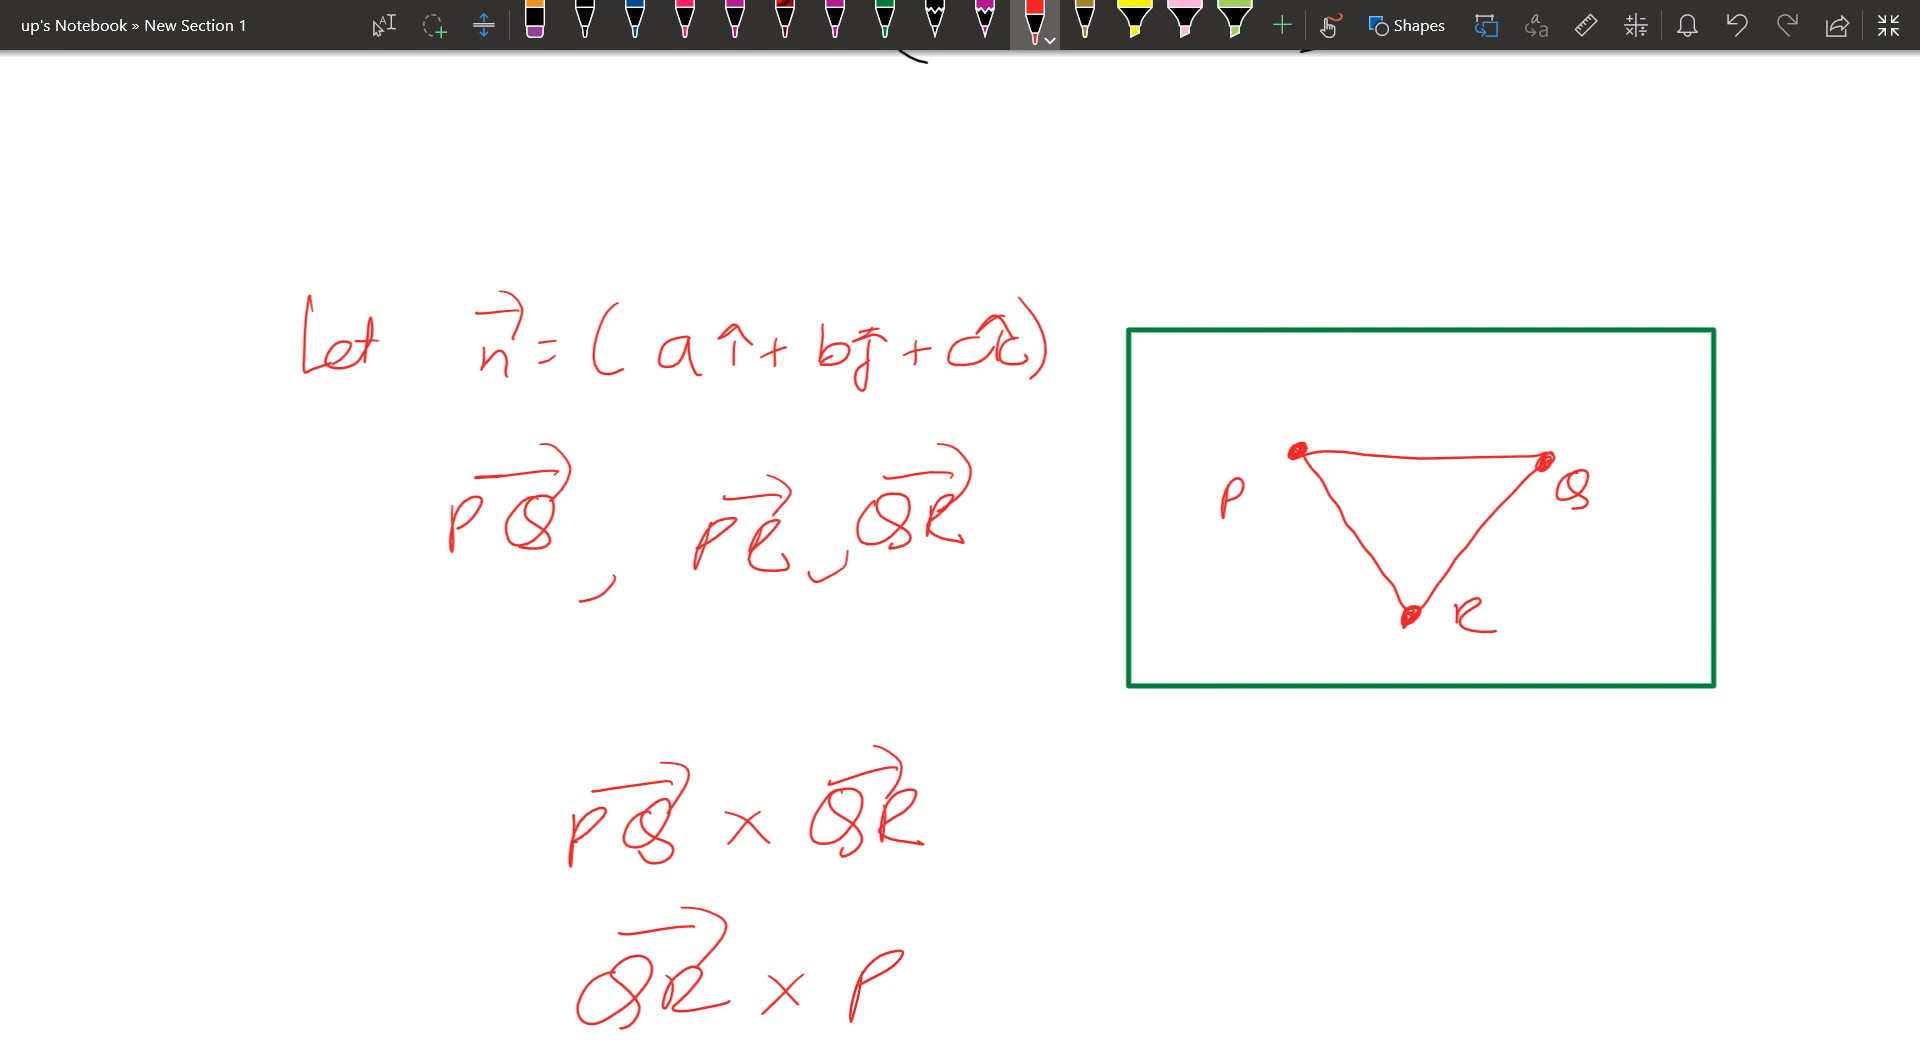 up's Notebook » New Section 1
Shapes
Let n⃗ = ( a î + b ĵ + c k̂ )
PQ⃗ , PR⃗ , QR⃗
P
Q
R
PQ⃗ × QR⃗
QR⃗ × P